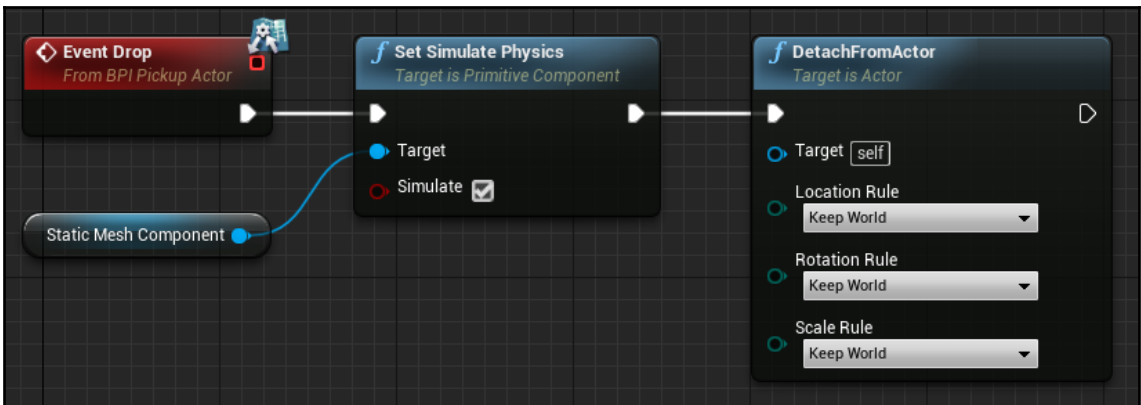 Event Drop
From BPI Pickup Actor
Static Mesh Component
f Set Simulate Physics
Target is Primitive Component
Target
Simulate
f DetachFromActor
Target is Actor
Target self
Location Rule
Keep World
Rotation Rule
Keep World
Scale Rule
Keep World